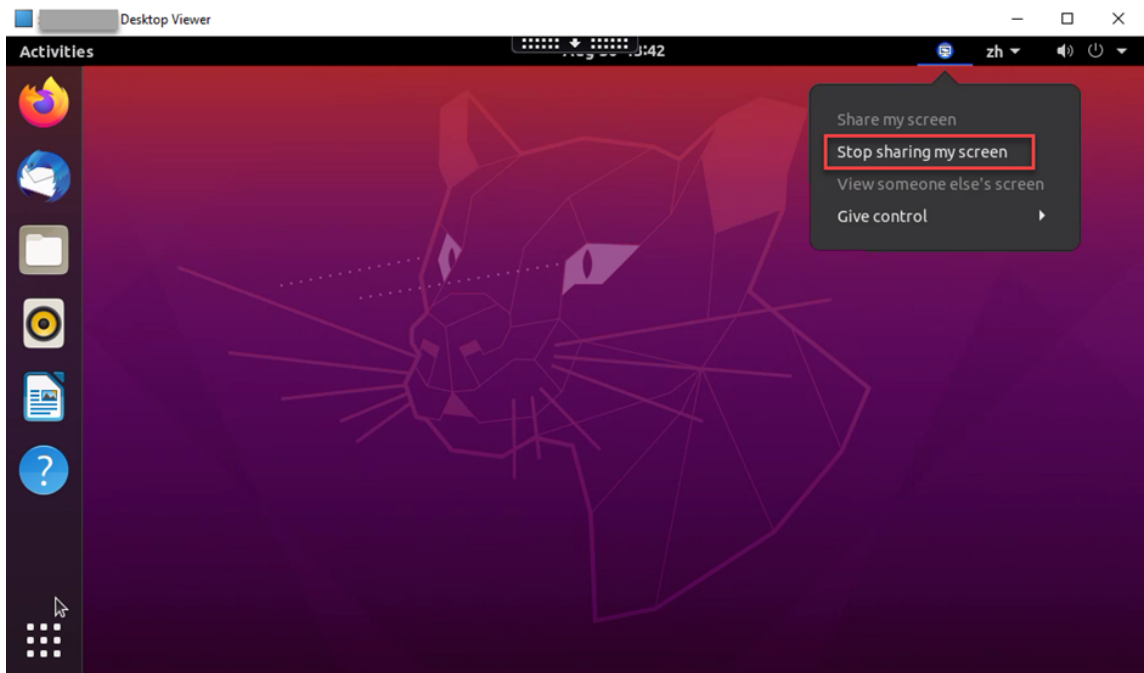 Desktop Viewer
Activities
:42
zh
Share my screen
Stop sharing my screen
View someone else's screen
Give control
?